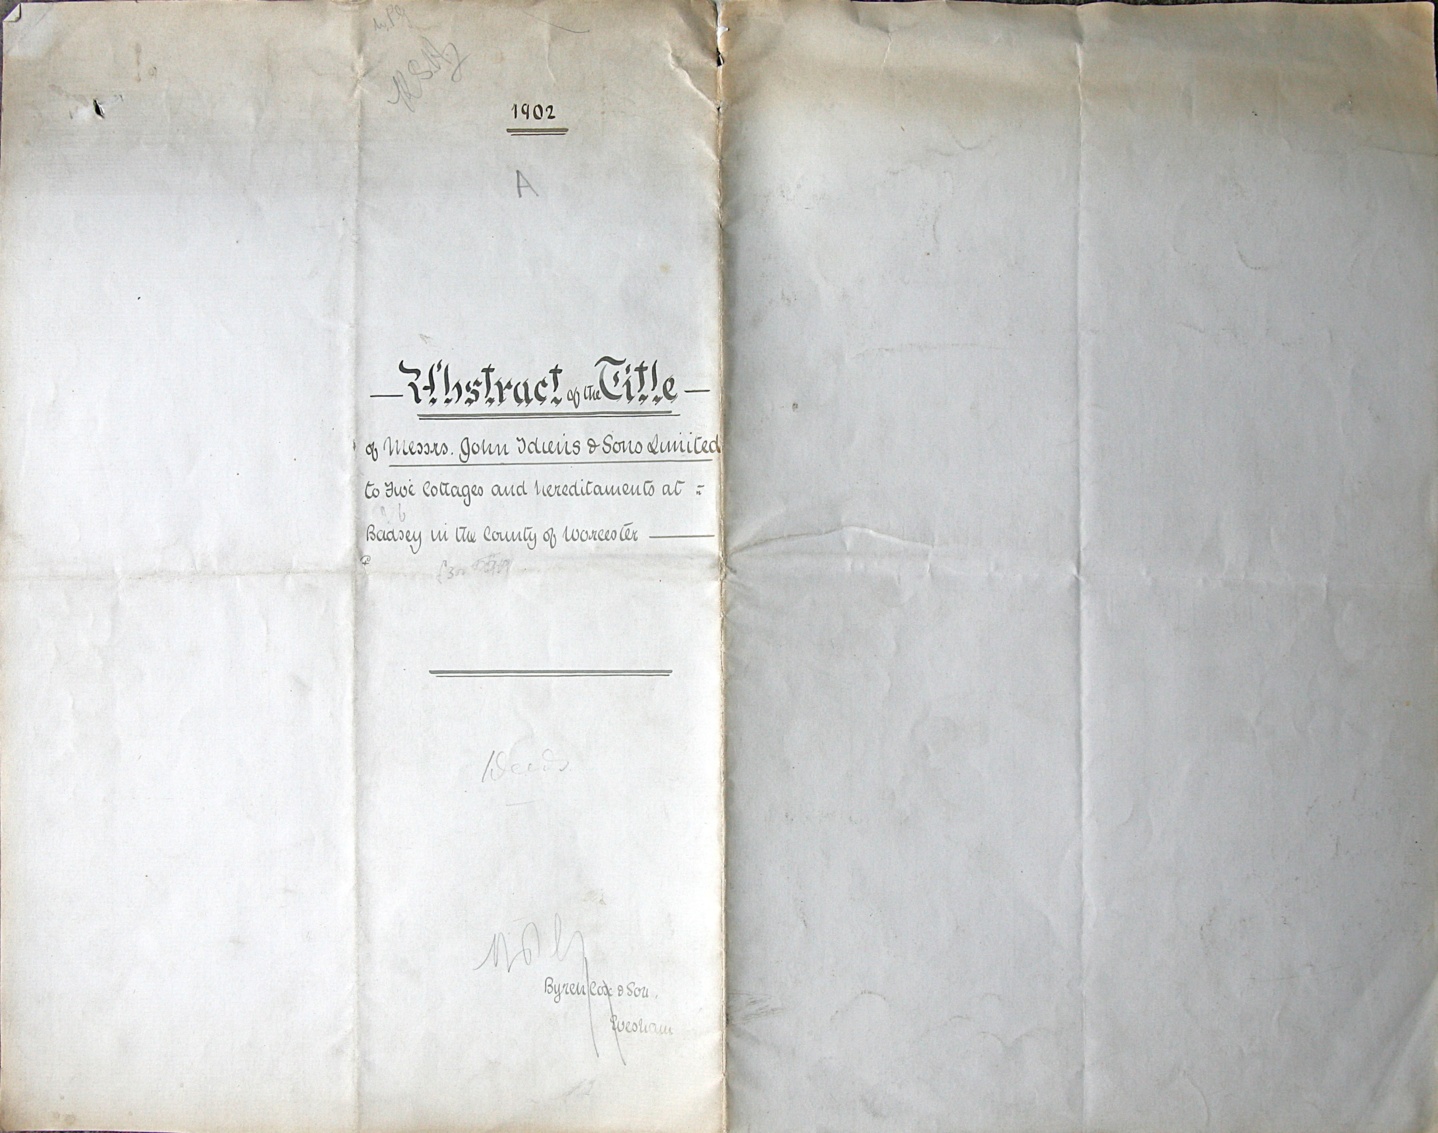 1902
A
Abstract of the Title
of Messrs. John Idiens & Sons Limited
to Five Cottages and hereditaments at
Badsey in the County of Worcester
Deeds
Byrch Cox & Son.
Evesham